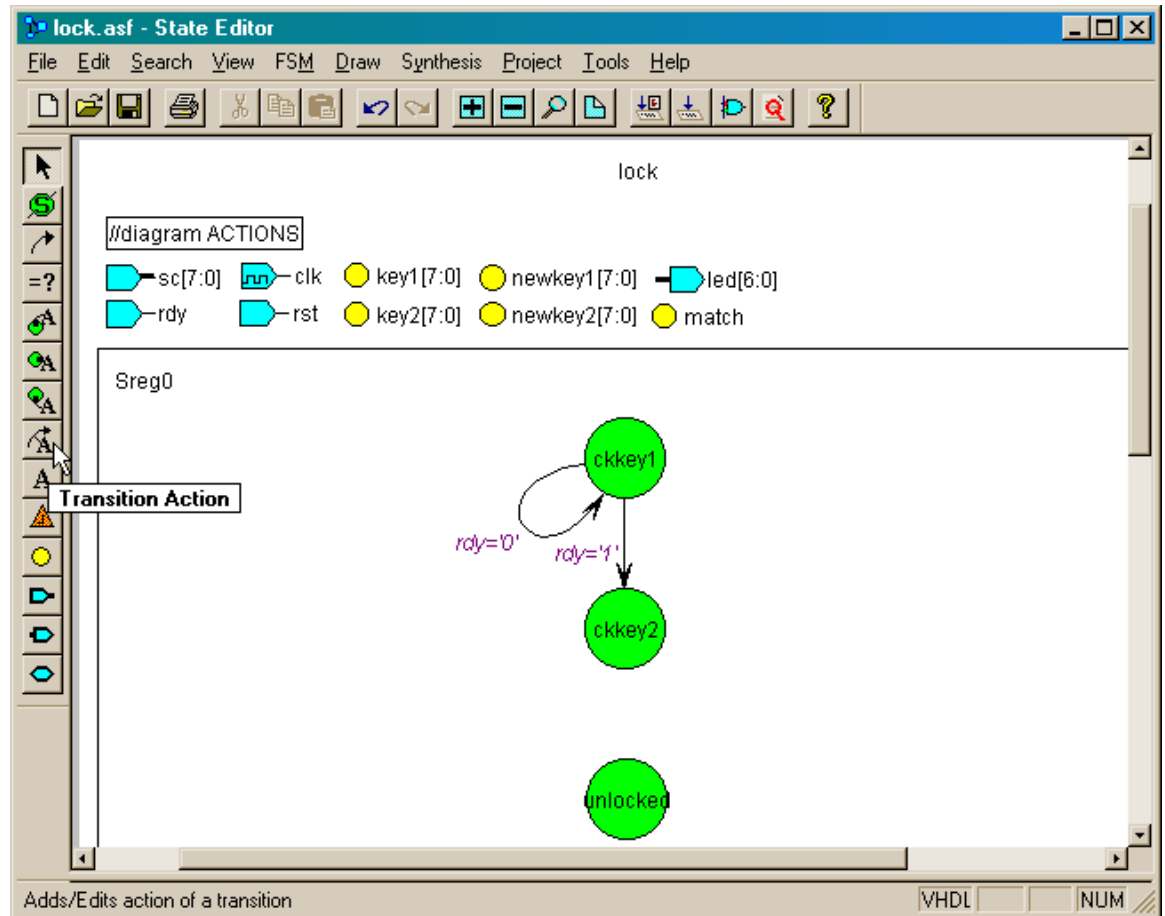 lock.asf - State Editor
File Edit Search View FSM Draw Synthesis Project Tools Help
lock
//diagram ACTIONS
sc[7:0] clk key1[7:0] newkey1[7:0] led[6:0]
rdy rst key2[7:0] newkey2[7:0] match
Sreg0
ckkey1
Transition Action
rdy='0' rdy='1'
ckkey2
unlocked
Adds/Edits action of a transition VHDL NUM